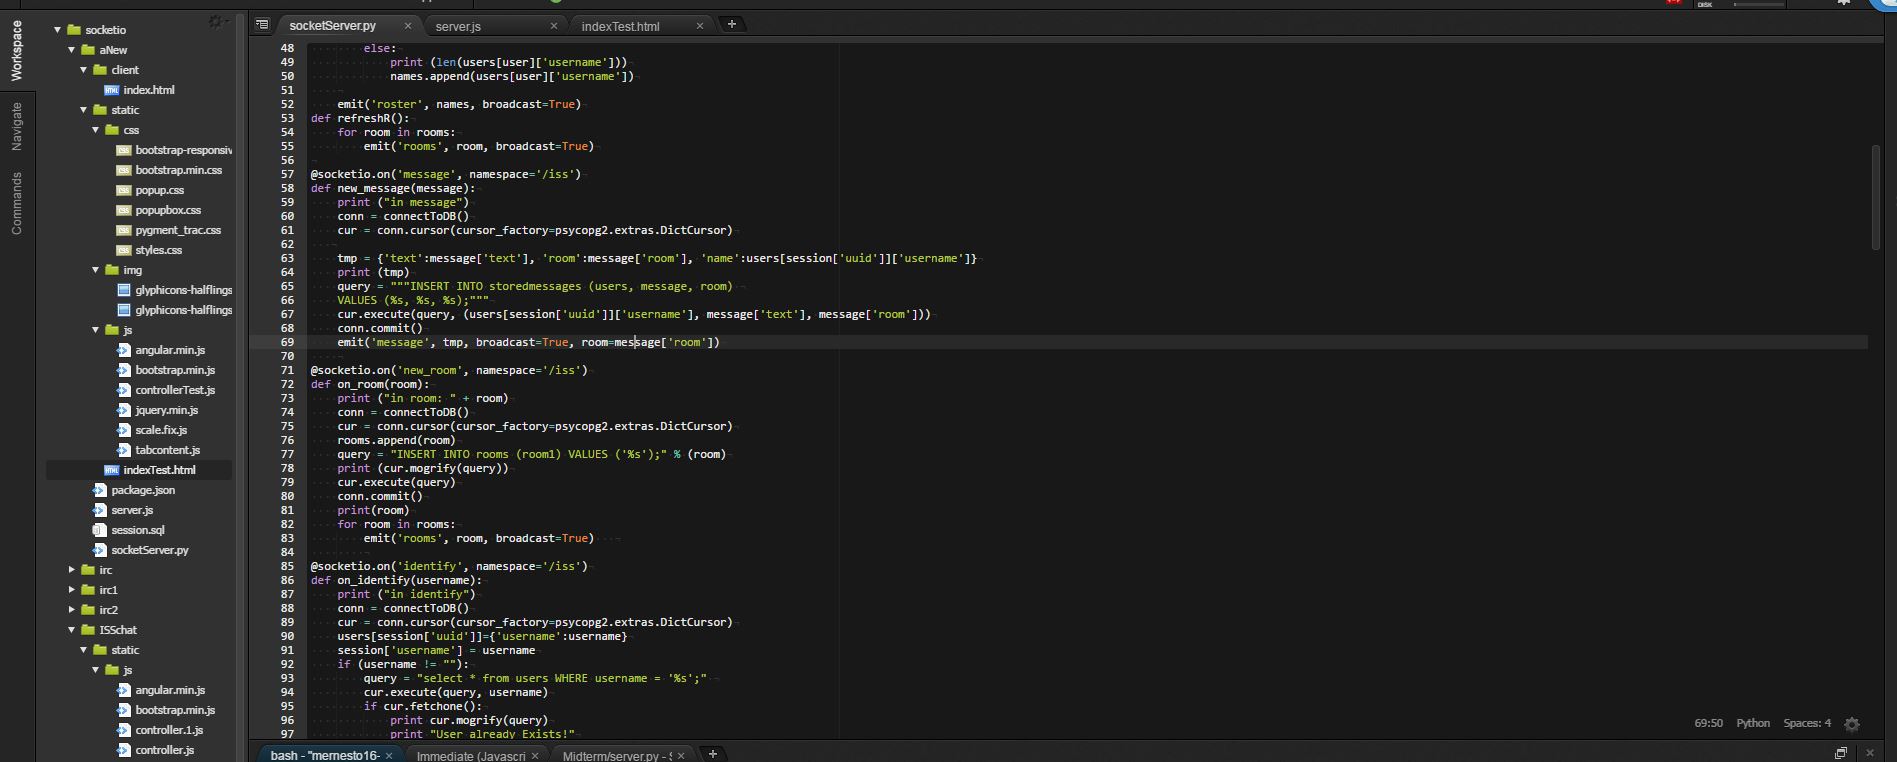 DISK
Workspace
Navigate
Commands
socketio
aNew
client
index.html
static
css
bootstrap-responsiv
bootstrap.min.css
popup.css
popupbox.css
pygment_trac.css
styles.css
img
glyphicons-halflings
glyphicons-halflings
js
angular.min.js
bootstrap.min.js
controllerTest.js
jquery.min.js
scale.fix.js
tabcontent.js
indexTest.html
package.json
server.js
session.sql
socketServer.py
irc
irc1
irc2
ISSchat
static
js
angular.min.js
bootstrap.min.js
controller.1.js
controller.js
socketServer.py × server.js × indexTest.html × +
48 else:
49 print (len(users[user]['username']))
50 names.append(users[user]['username'])
51
52 emit('roster', names, broadcast=True)
53 def refreshR():
54 for room in rooms:
55 emit('rooms', room, broadcast=True)
56
57 @socketio.on('message', namespace='/iss')
58 def new_message(message):
59 print ("in message")
60 conn = connectToDB()
61 cur = conn.cursor(cursor_factory=psycopg2.extras.DictCursor)
62
63 tmp = {'text':message['text'], 'room':message['room'], 'name':users[session['uuid']]['username']}
64 print (tmp)
65 query = """INSERT INTO storedmessages (users, message, room)
66 VALUES (%s, %s, %s);"""
67 cur.execute(query, (users[session['uuid']]['username'], message['text'], message['room']))
68 conn.commit()
69 emit('message', tmp, broadcast=True, room=message['room'])
70
71 @socketio.on('new_room', namespace='/iss')
72 def on_room(room):
73 print ("in room: " + room)
74 conn = connectToDB()
75 cur = conn.cursor(cursor_factory=psycopg2.extras.DictCursor)
76 rooms.append(room)
77 query = "INSERT INTO rooms (room1) VALUES ('%s');" % (room)
78 print (cur.mogrify(query))
79 cur.execute(query)
80 conn.commit()
81 print(room)
82 for room in rooms:
83 emit('rooms', room, broadcast=True)
84
85 @socketio.on('identify', namespace='/iss')
86 def on_identify(username):
87 print ("in identify")
88 conn = connectToDB()
89 cur = conn.cursor(cursor_factory=psycopg2.extras.DictCursor)
90 users[session['uuid']]={'username':username}
91 session['username'] = username
92 if (username != ""):
93 query = "select * from users WHERE username = '%s';"
94 cur.execute(query, username)
95 if cur.fetchone():
96 print cur.mogrify(query)
97 print "User already Exists!"
69:50 Python Spaces: 4
bash - "mernesto16- × Immediate (Javascri × Midterm/server.py - × +